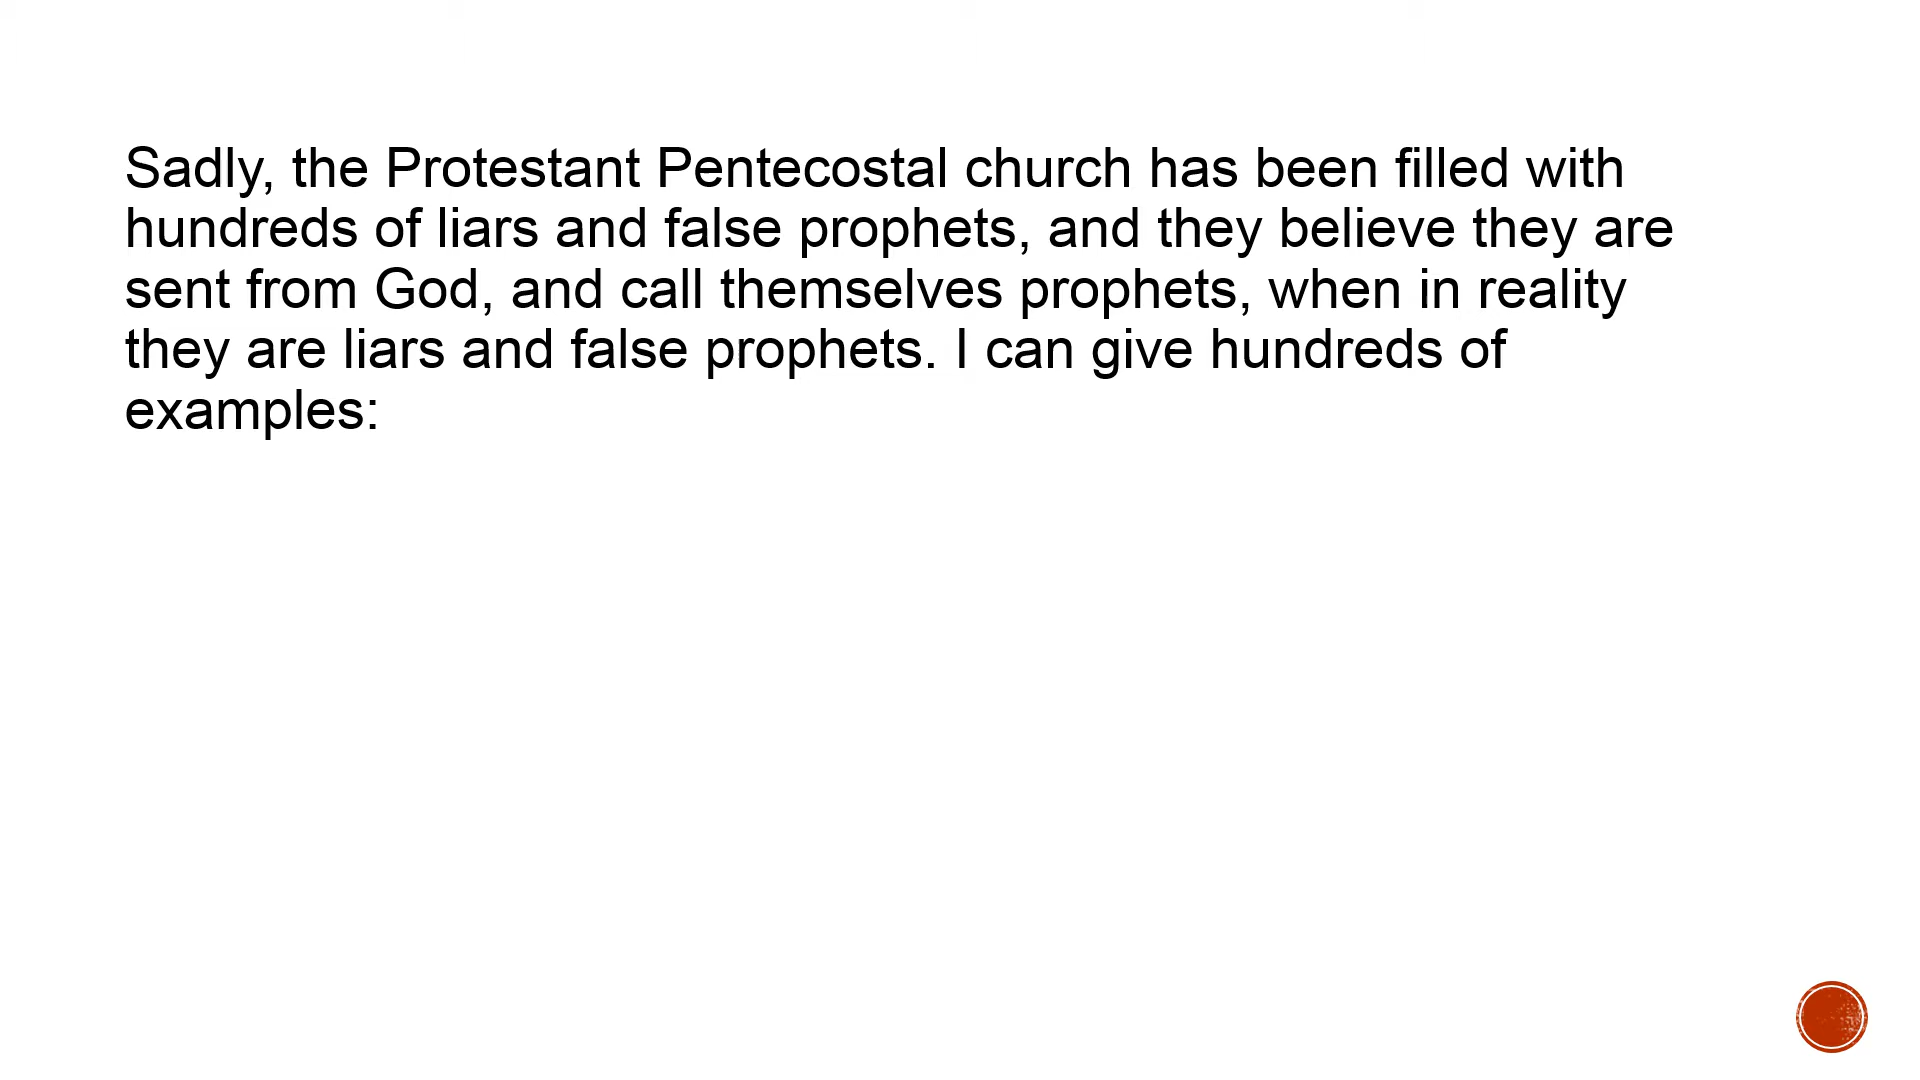 Sadly, the Protestant Pentecostal church has been filled with
hundreds of liars and false prophets, and they believe they are
sent from God, and call themselves prophets, when in reality
they are liars and false prophets. I can give hundreds of
examples: